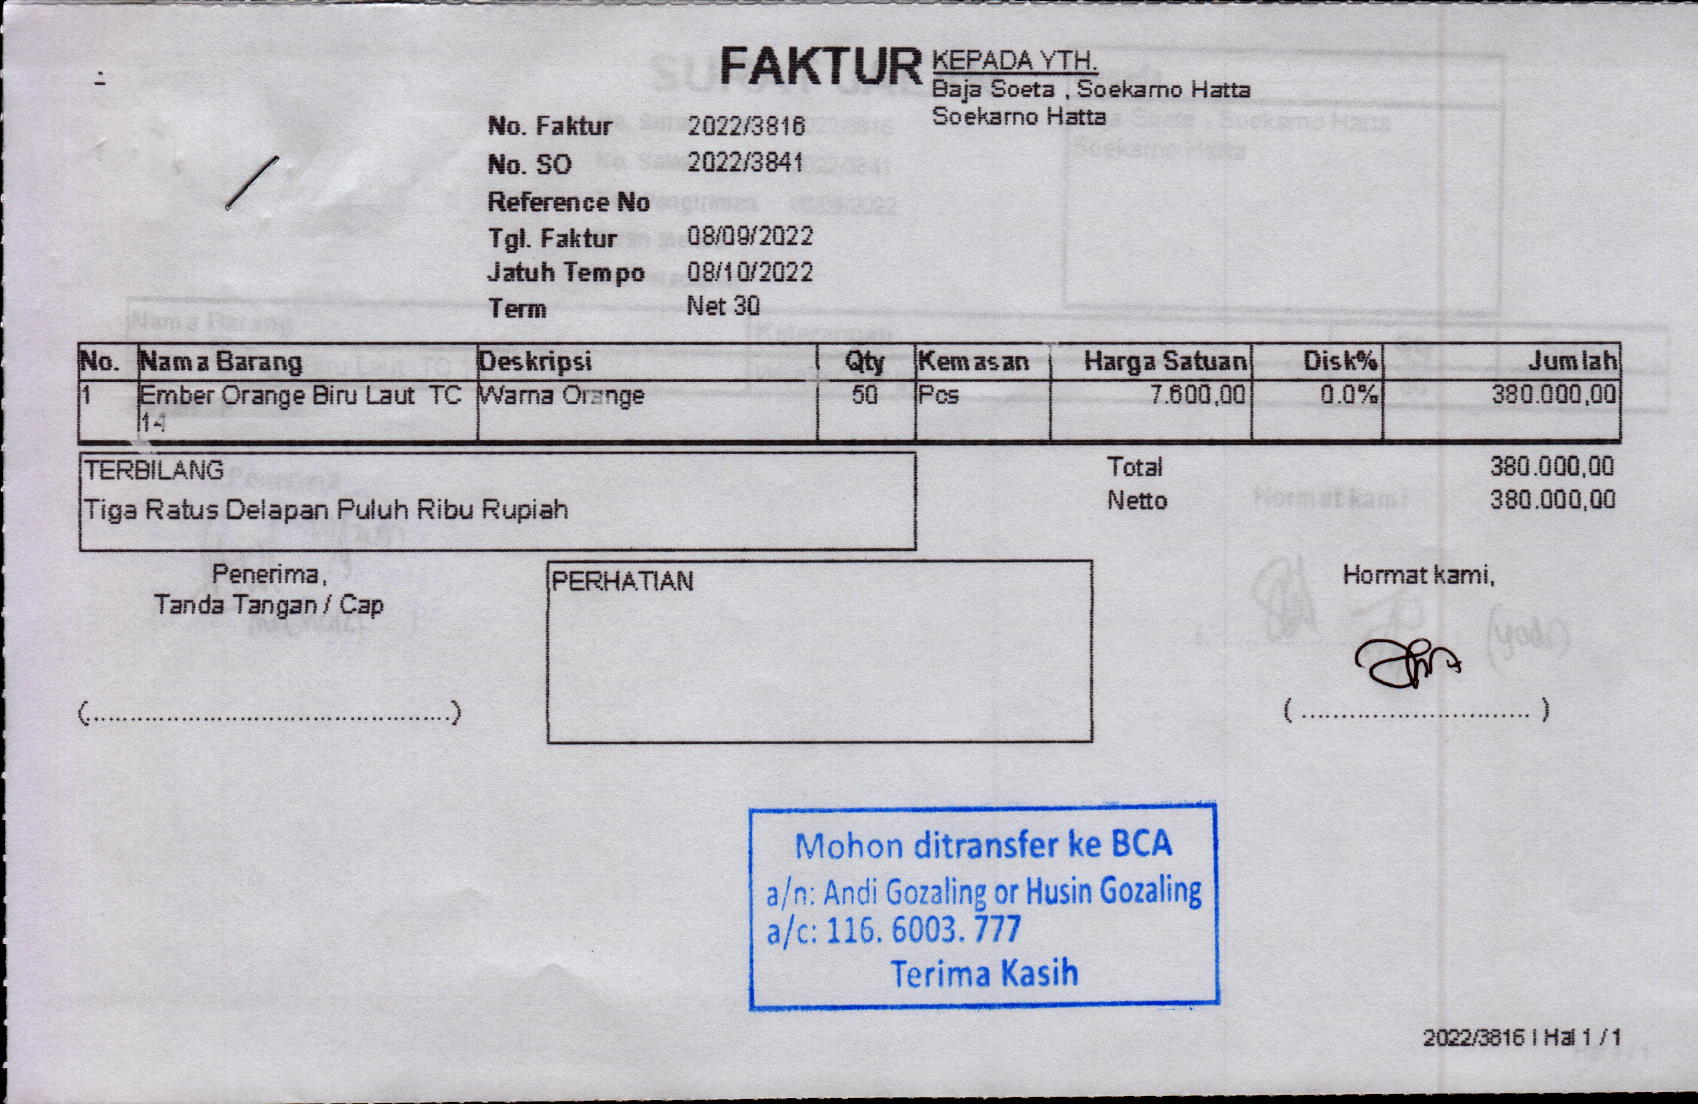 FAKTUR
KEPADA YTH.
Baja Soeta , Soekarno Hatta
Soekarno Hatta
No. Faktur 2022/3816
No. SO 2022/3841
Reference No
Tgl. Faktur 08/09/2022
Jatuh Tempo 08/10/2022
Term Net 30
No. Nama Barang Deskripsi Qty Kemasan Harga Satuan Disk% Jumlah
1 Ember Orange Biru Laut TC Warna Orange 50 Pcs 7.600,00 0.0% 380.000,00
14
TERBILANG
Tiga Ratus Delapan Puluh Ribu Rupiah
Total 380.000,00
Netto 380.000,00
Penerima,
Tanda Tangan / Cap
(................................................)
PERHATIAN
Hormat kami,
( ............................. )
Mohon ditransfer ke BCA
a/n: Andi Gozaling or Husin Gozaling
a/c: 116. 6003. 777
Terima Kasih
2022/3816 | Hal 1 / 1